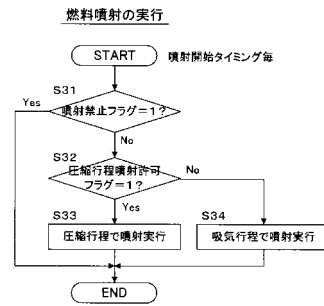 燃料噴射の実行
START 噴射開始タイミング毎
S31
Yes
噴射禁止フラグ=1?
No
S32
圧縮行程噴射許可
フラグ=1?
No
Yes
S33
S34
圧縮行程で噴射実行
吸気行程で噴射実行
END